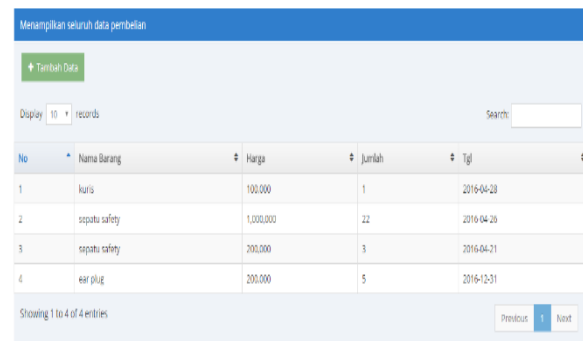 Menampilkan seluruh data pembelian
+ Tambah Data
Display 10 records Search:
No Nama Barang Harga Jumlah Tgl
1 kuris 100.000 1 2016-04-28
2 sepatu safety 1,000,000 22 2016-04-26
3 sepatu safety 200,000 3 2016-04-21
4 ear plug 200.000 5 2016-12-31
Showing 1 to 4 of 4 entries Previous 1 Next